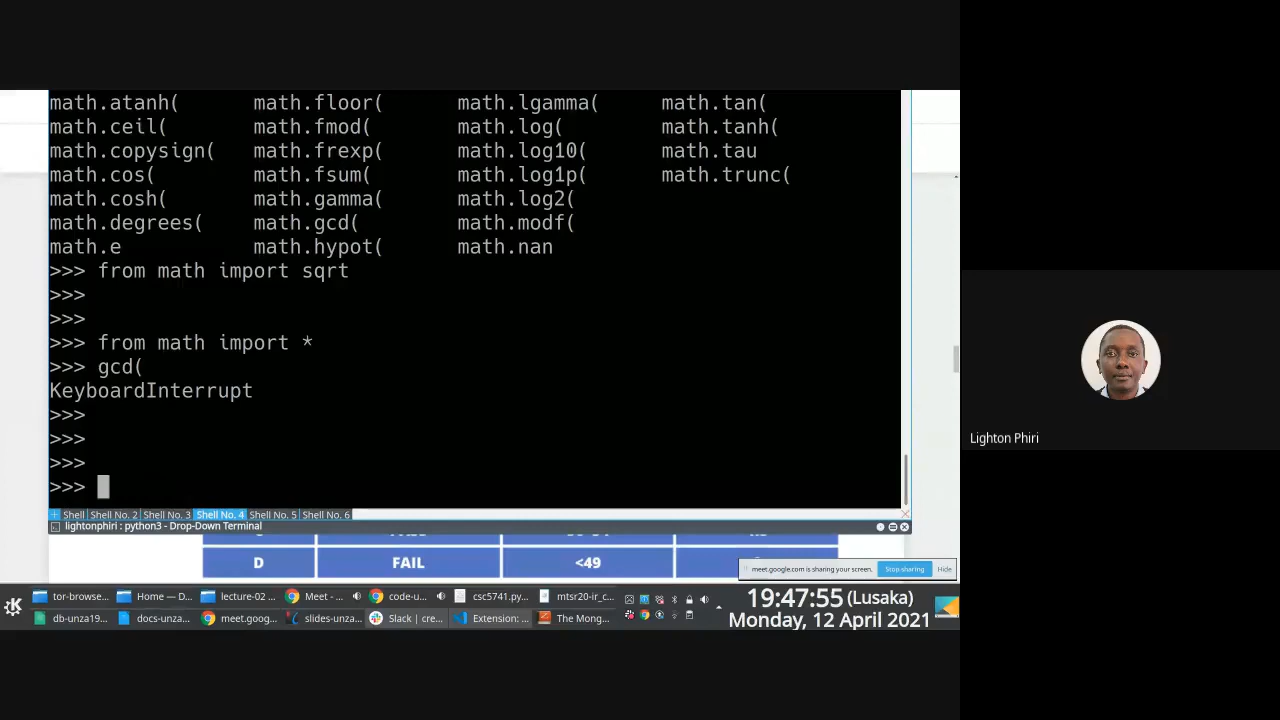 math.atanh( math.floor( math.lgamma( math.tan(
math.ceil( math.fmod( math.log( math.tanh(
math.copysign( math.frexp( math.log10( math.tau
math.cos( math.fsum( math.log1p( math.trunc(
math.cosh( math.gamma( math.log2(
math.degrees( math.gcd( math.modf(
math.e math.hypot( math.nan
>>> from math import sqrt
>>>
>>>
>>> from math import *
>>> gcd(
KeyboardInterrupt
>>>
>>>
>>>
>>>
Lighton Phiri
Shell Shell No. 2 Shell No. 3 Shell No. 4 Shell No. 5 Shell No. 6
lightonphiri : python3 - Drop-Down Terminal
D FAIL <49
meet.google.com is sharing your screen. Stop sharing Hide
tor-browse... Home — D... lecture-02 ... Meet - ... code-u... csc5741.py... mtsr20-ir_c...
19:47:55 (Lusaka)
db-unza19... docs-unza... meet.goog... slides-unza... Slack | cre... Extension: ... The Mong...
Monday, 12 April 2021